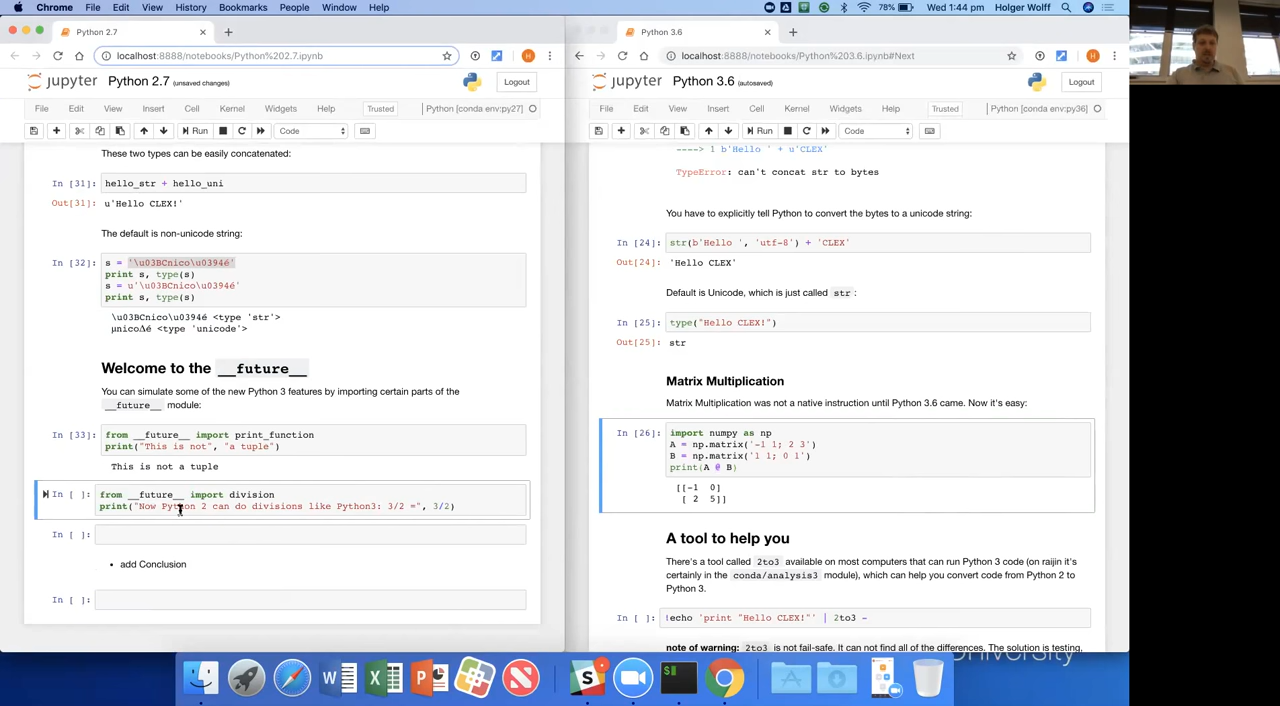 Chrome File Edit View History Bookmarks People Window Help
78% Wed 1:44 pm Holger Wolff
Python 2.7
localhost:8888/notebooks/Python%202.7.ipynb
jupyter Python 2.7 (unsaved changes)
Logout
File Edit View Insert Cell Kernel Widgets Help
Trusted
Python [conda env:py27]
Run
Code
These two types can be easily concatenated:
In [31]: hello_str + hello_uni
Out[31]: u'Hello CLEX!'
The default is non-unicode string:
In [32]: s = '\u03BCnico\u0394é'
print s, type(s)
s = u'\u03BCnico\u0394é'
print s, type(s)
\u03BCnico\u0394é <type 'str'>
μnicoΔé <type 'unicode'>
Welcome to the __future__
You can simulate some of the new Python 3 features by importing certain parts of the
__future__ module:
In [33]: from __future__ import print_function
print("This is not", "a tuple")
This is not a tuple
In [ ]: from __future__ import division
print("Now Python 2 can do divisions like Python3: 3/2 =", 3/2)
In [ ]:
• add Conclusion
In [ ]:
Python 3.6
localhost:8888/notebooks/Python%203.6.ipynb#Next
jupyter Python 3.6 (autosaved)
Logout
File Edit View Insert Cell Kernel Widgets Help
Trusted
Python [conda env:py36]
Run
Code
----> 1 b'Hello ' + u'CLEX'
TypeError: can't concat str to bytes
You have to explicitly tell Python to convert the bytes to a unicode string:
In [24]: str(b'Hello ', 'utf-8') + 'CLEX'
Out[24]: 'Hello CLEX'
Default is Unicode, which is just called str :
In [25]: type("Hello CLEX!")
Out[25]: str
Matrix Multiplication
Matrix Multiplication was not a native instruction until Python 3.6 came. Now it's easy:
In [26]: import numpy as np
A = np.matrix('-1 1; 2 3')
B = np.matrix('1 1; 0 1')
print(A @ B)
[[-1 0]
[ 2 5]]
A tool to help you
There's a tool called 2to3 available on most computers that can run Python 3 code (on raijin it's
certainly in the conda/analysis3 module), which can help you convert code from Python 2 to
Python 3.
In [ ]: !echo 'print "Hello CLEX!"' | 2to3 -
note of warning: 2to3 is not fail-safe. It can not find all of the differences. The solution is testing,
University